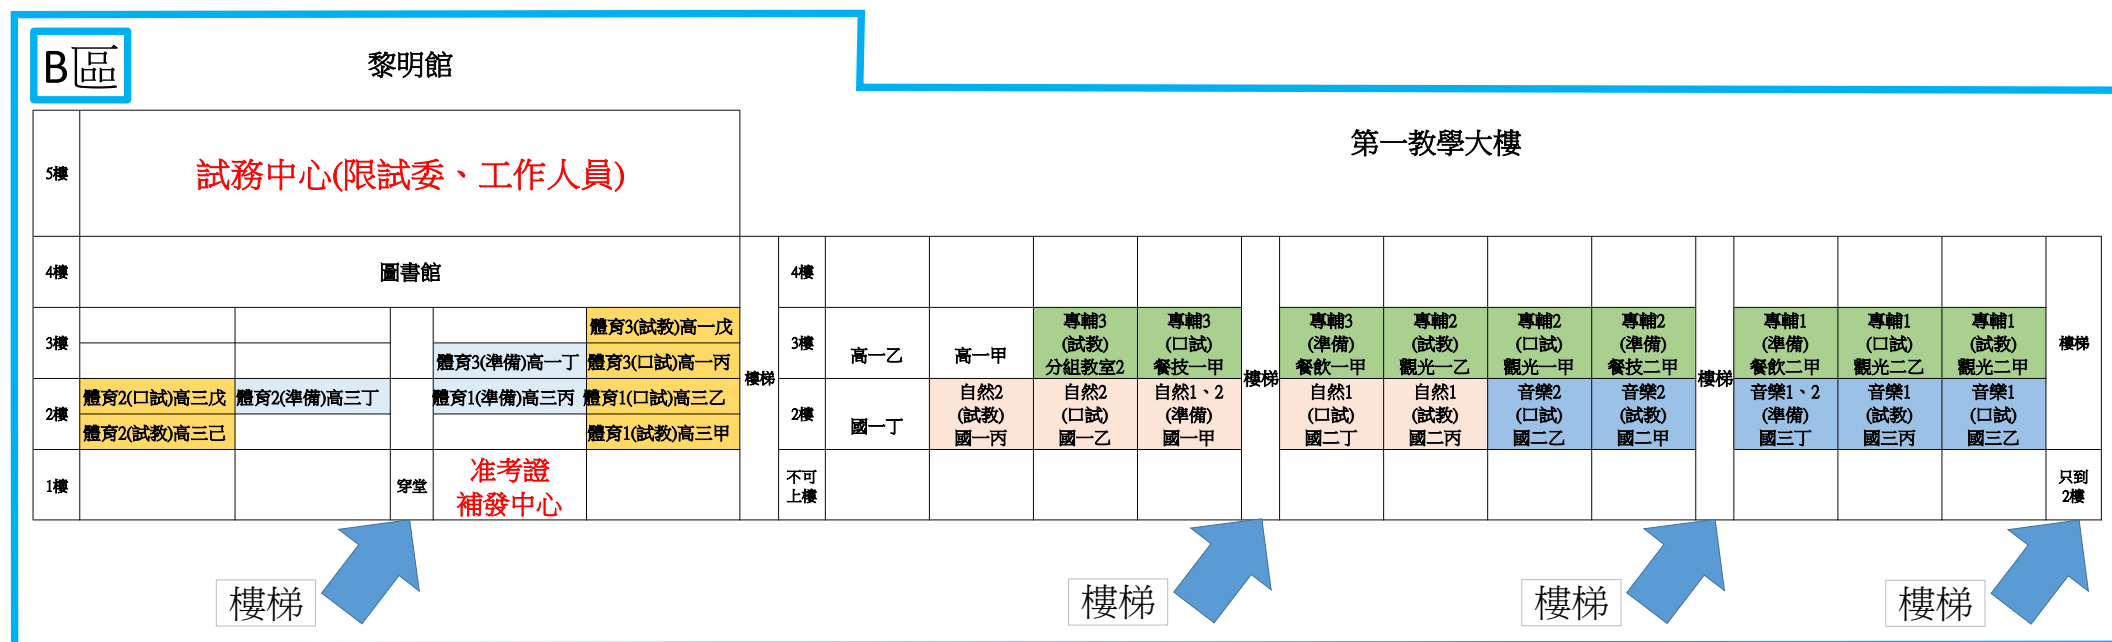 B區
黎明館
第一教學大樓
5樓
試務中心(限試委、工作人員)
4樓
圖書館
樓梯
4樓
樓梯
樓梯
樓梯
3樓
體育3(試教)高一戊
體育3(準備)高一丁
體育3(口試)高一丙
3樓
高一乙
高一甲
專輔3
(試教)
分組教室2
專輔3
(口試)
餐技一甲
專輔3
(準備)
餐飲一甲
專輔2
(試教)
觀光一乙
專輔2
(口試)
觀光一甲
專輔2
(準備)
餐技二甲
專輔1
(準備)
餐飲二甲
專輔1
(口試)
觀光二乙
專輔1
(試教)
觀光二甲
2樓
體育2(口試)高三戊
體育2(準備)高三丁
體育1(準備)高三丙
體育1(口試)高三乙
體育2(試教)高三己
體育1(試教)高三甲
2樓
國一丁
自然2
(試教)
國一丙
自然2
(口試)
國一乙
自然1、2
(準備)
國一甲
自然1
(口試)
國二丁
自然1
(試教)
國二丙
音樂2
(口試)
國二乙
音樂2
(試教)
國二甲
音樂1、2
(準備)
國三丁
音樂1
(試教)
國三丙
音樂1
(口試)
國三乙
1樓
穿堂
准考證
補發中心
不可
上樓
只到
2樓
樓梯
樓梯
樓梯
樓梯